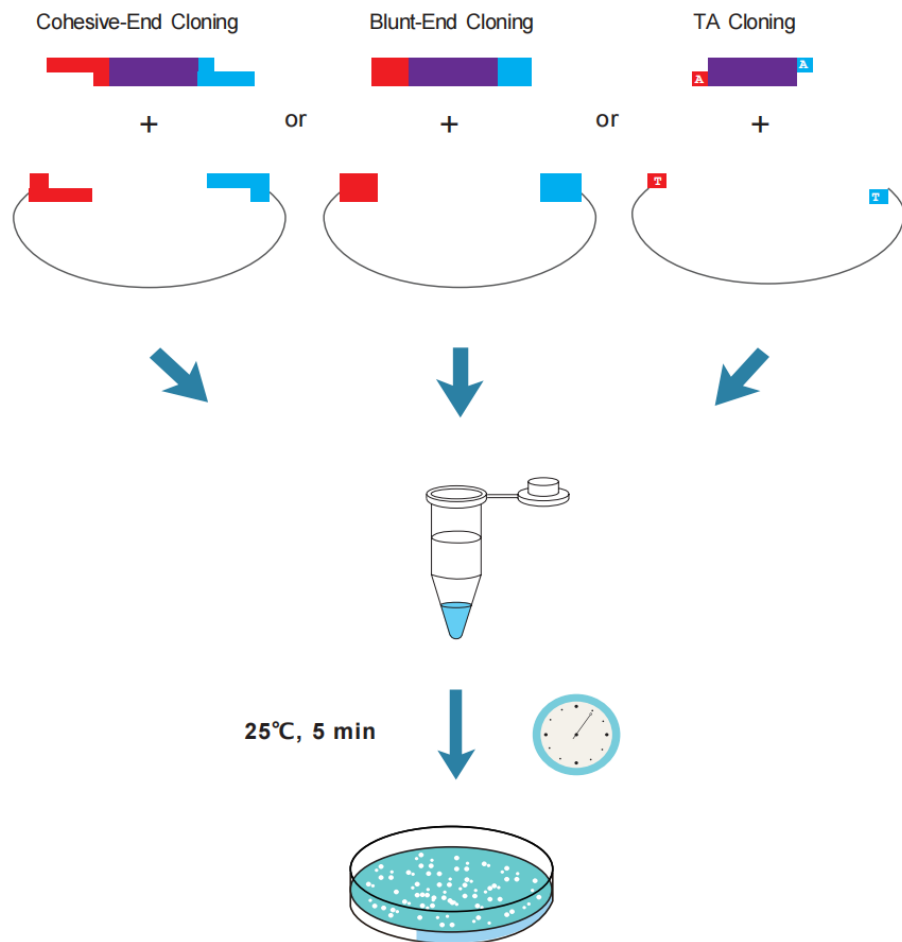 Cohesive-End Cloning
Blunt-End Cloning
TA Cloning
A
A
+
or
+
or
+
T
T
25℃, 5 min